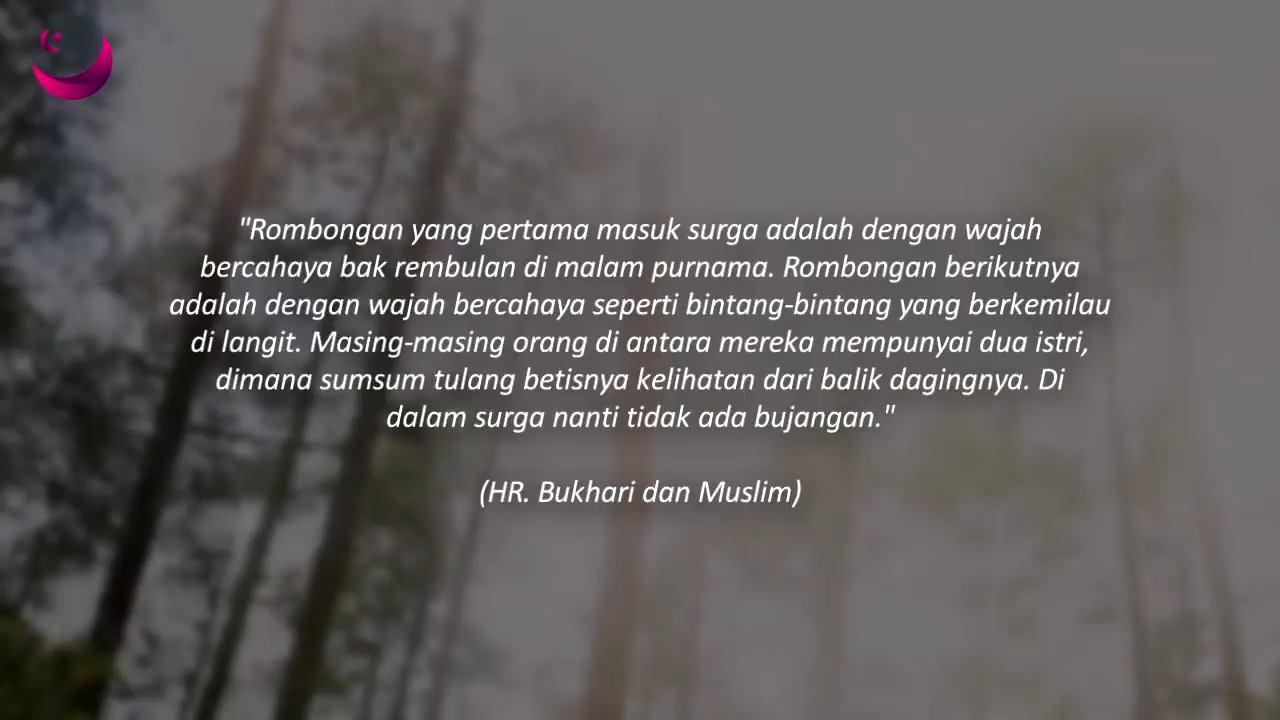 "Rombongan yang pertama masuk surga adalah dengan wajah
bercahaya bak rembulan di malam purnama. Rombongan berikutnya
adalah dengan wajah bercahaya seperti bintang-bintang yang berkemilau
di langit. Masing-masing orang di antara mereka mempunyai dua istri,
dimana sumsum tulang betisnya kelihatan dari balik dagingnya. Di
dalam surga nanti tidak ada bujangan."
(HR. Bukhari dan Muslim)